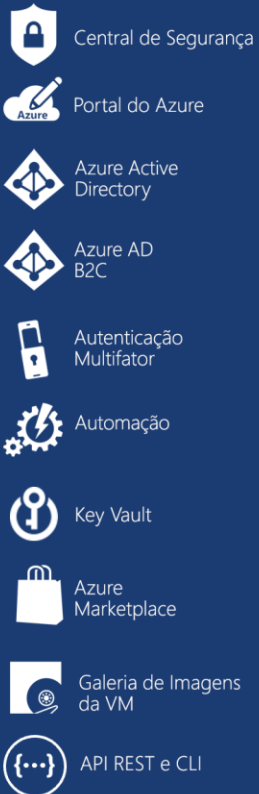 Central de Segurança
Azure
Portal do Azure
Azure Active
Directory
Azure AD
B2C
Autenticação
Multifator
Automação
Key Vault
Azure
Marketplace
Galeria de Imagens
da VM
{···}
API REST e CLI